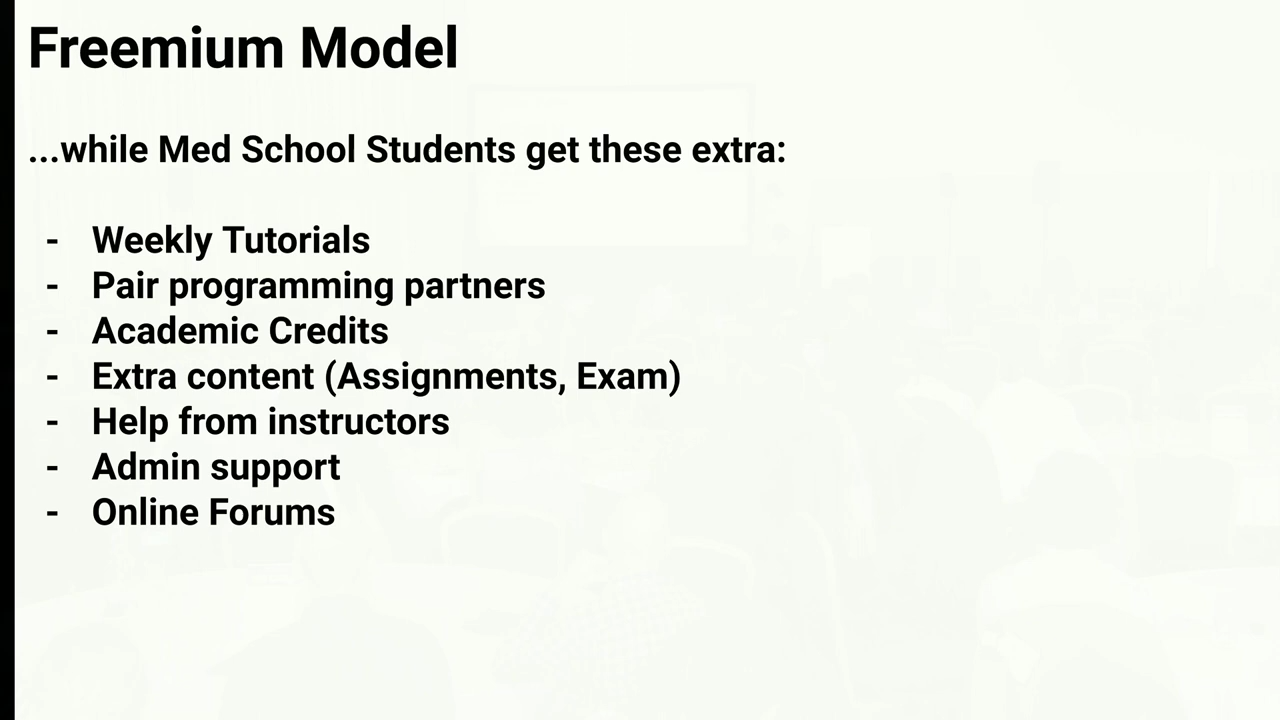 Freemium Model
...while Med School Students get these extra:
- Weekly Tutorials
- Pair programming partners
- Academic Credits
- Extra content (Assignments, Exam)
- Help from instructors
- Admin support
- Online Forums